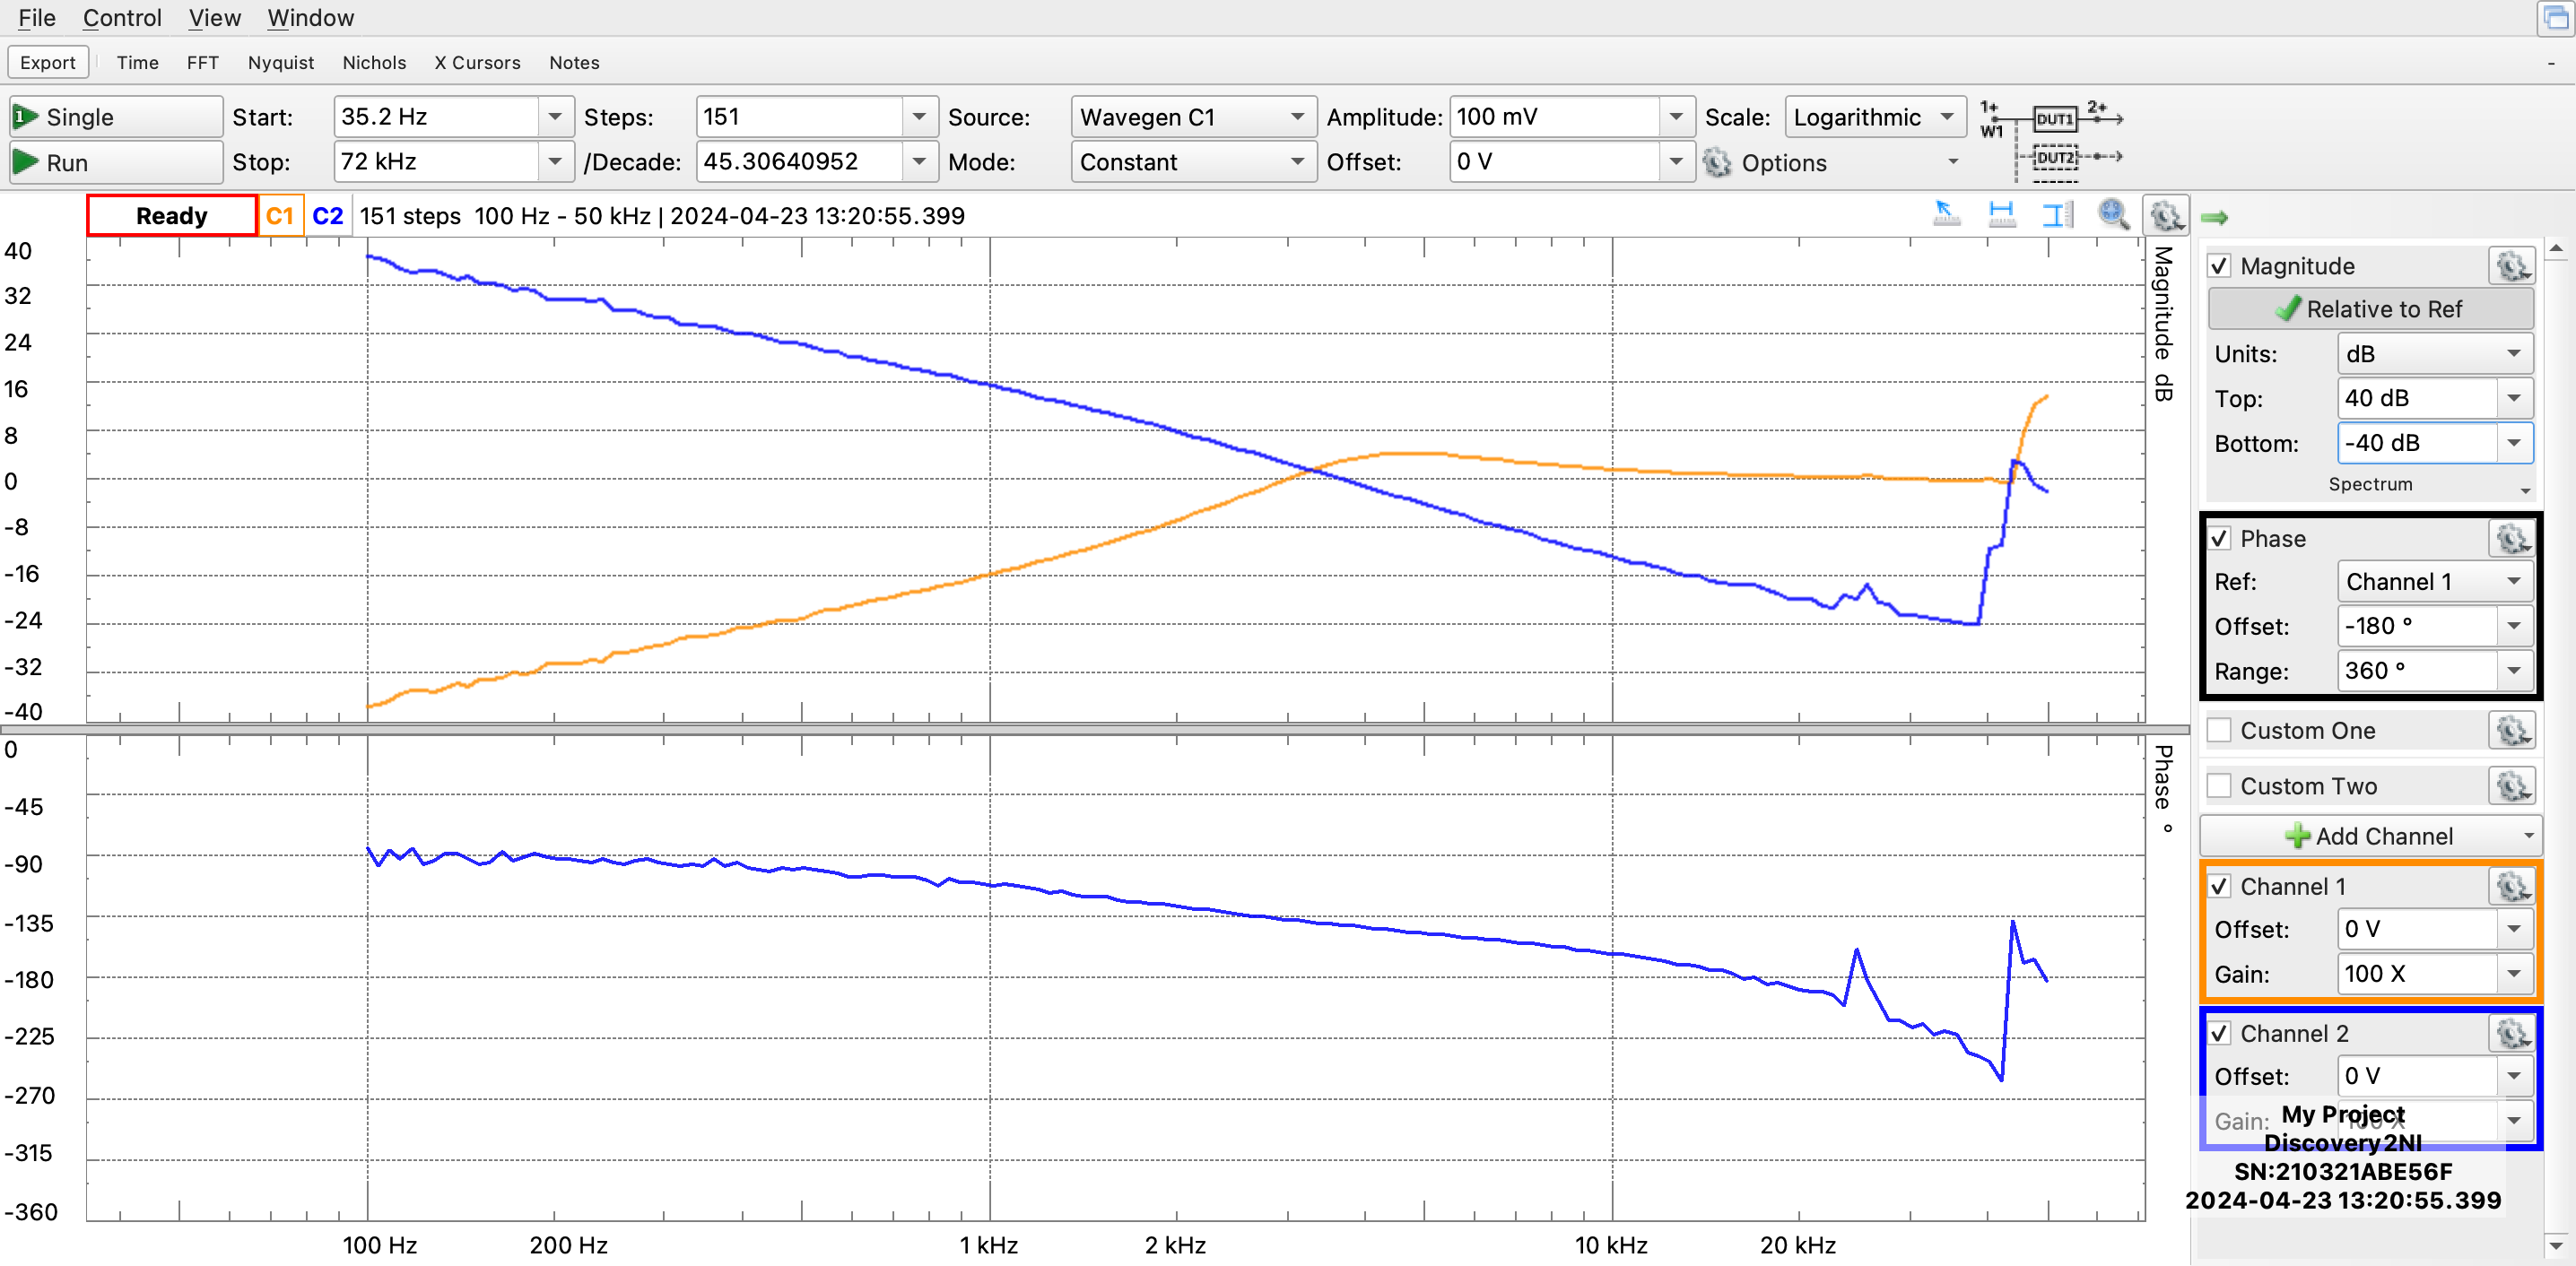 File Control View Window
Export Time FFT Nyquist Nichols X Cursors Notes -
Single Start: 35.2 Hz Steps: 151 Source: Wavegen C1 Amplitude: 100 mV Scale: Logarithmic
Run Stop: 72 kHz /Decade: 45.30640952 Mode: Constant Offset: 0 V Options
1+ W1 DUT1 2+
DUT2
Ready C1 C2 151 steps 100 Hz - 50 kHz | 2024-04-23 13:20:55.399
40
32
24
16
8
0
-8
-16
-24
-32
-40
Magnitude dB
0
-45
-90
-135
-180
-225
-270
-315
-360
Phase °
100 Hz 200 Hz 1 kHz 2 kHz 10 kHz 20 kHz
Magnitude
Relative to Ref
Units: dB
Top: 40 dB
Bottom: -40 dB
Spectrum
Phase
Ref: Channel 1
Offset: -180 °
Range: 360 °
Custom One
Custom Two
Add Channel
Channel 1
Offset: 0 V
Gain: 100 X
Channel 2
Offset: 0 V
Gain: 100 X
My Project
Discovery2NI
SN:210321ABE56F
2024-04-23 13:20:55.399